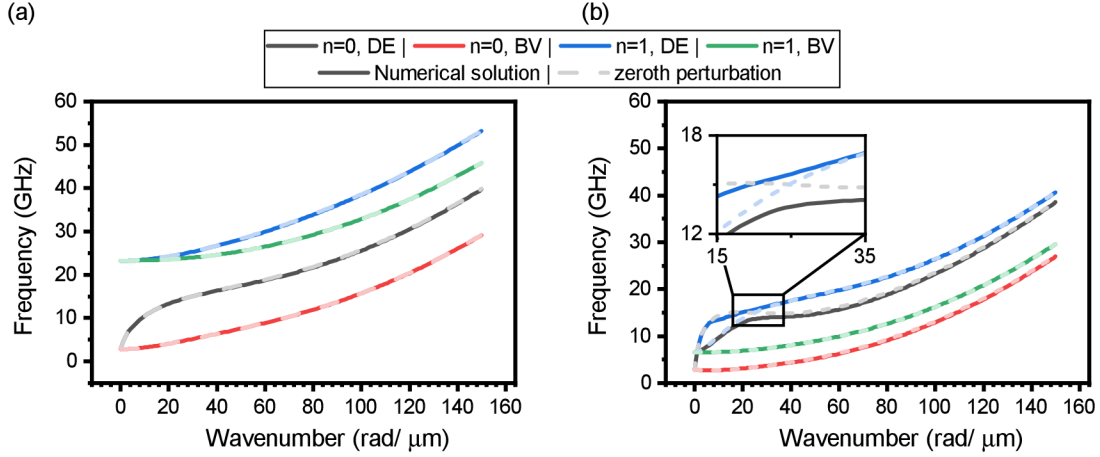 (a)
(b)
n=0, DE | n=0, BV | n=1, DE | n=1, BV
Numerical solution | zeroth perturbation
60
50
40
30
20
10
0
Frequency (GHz)
0 20 40 60 80 100 120 140 160
Wavenumber (rad/ μm)
60
50
40
30
20
10
0
Frequency (GHz)
18
12
15 35
0 20 40 60 80 100 120 140 160
Wavenumber (rad/ μm)